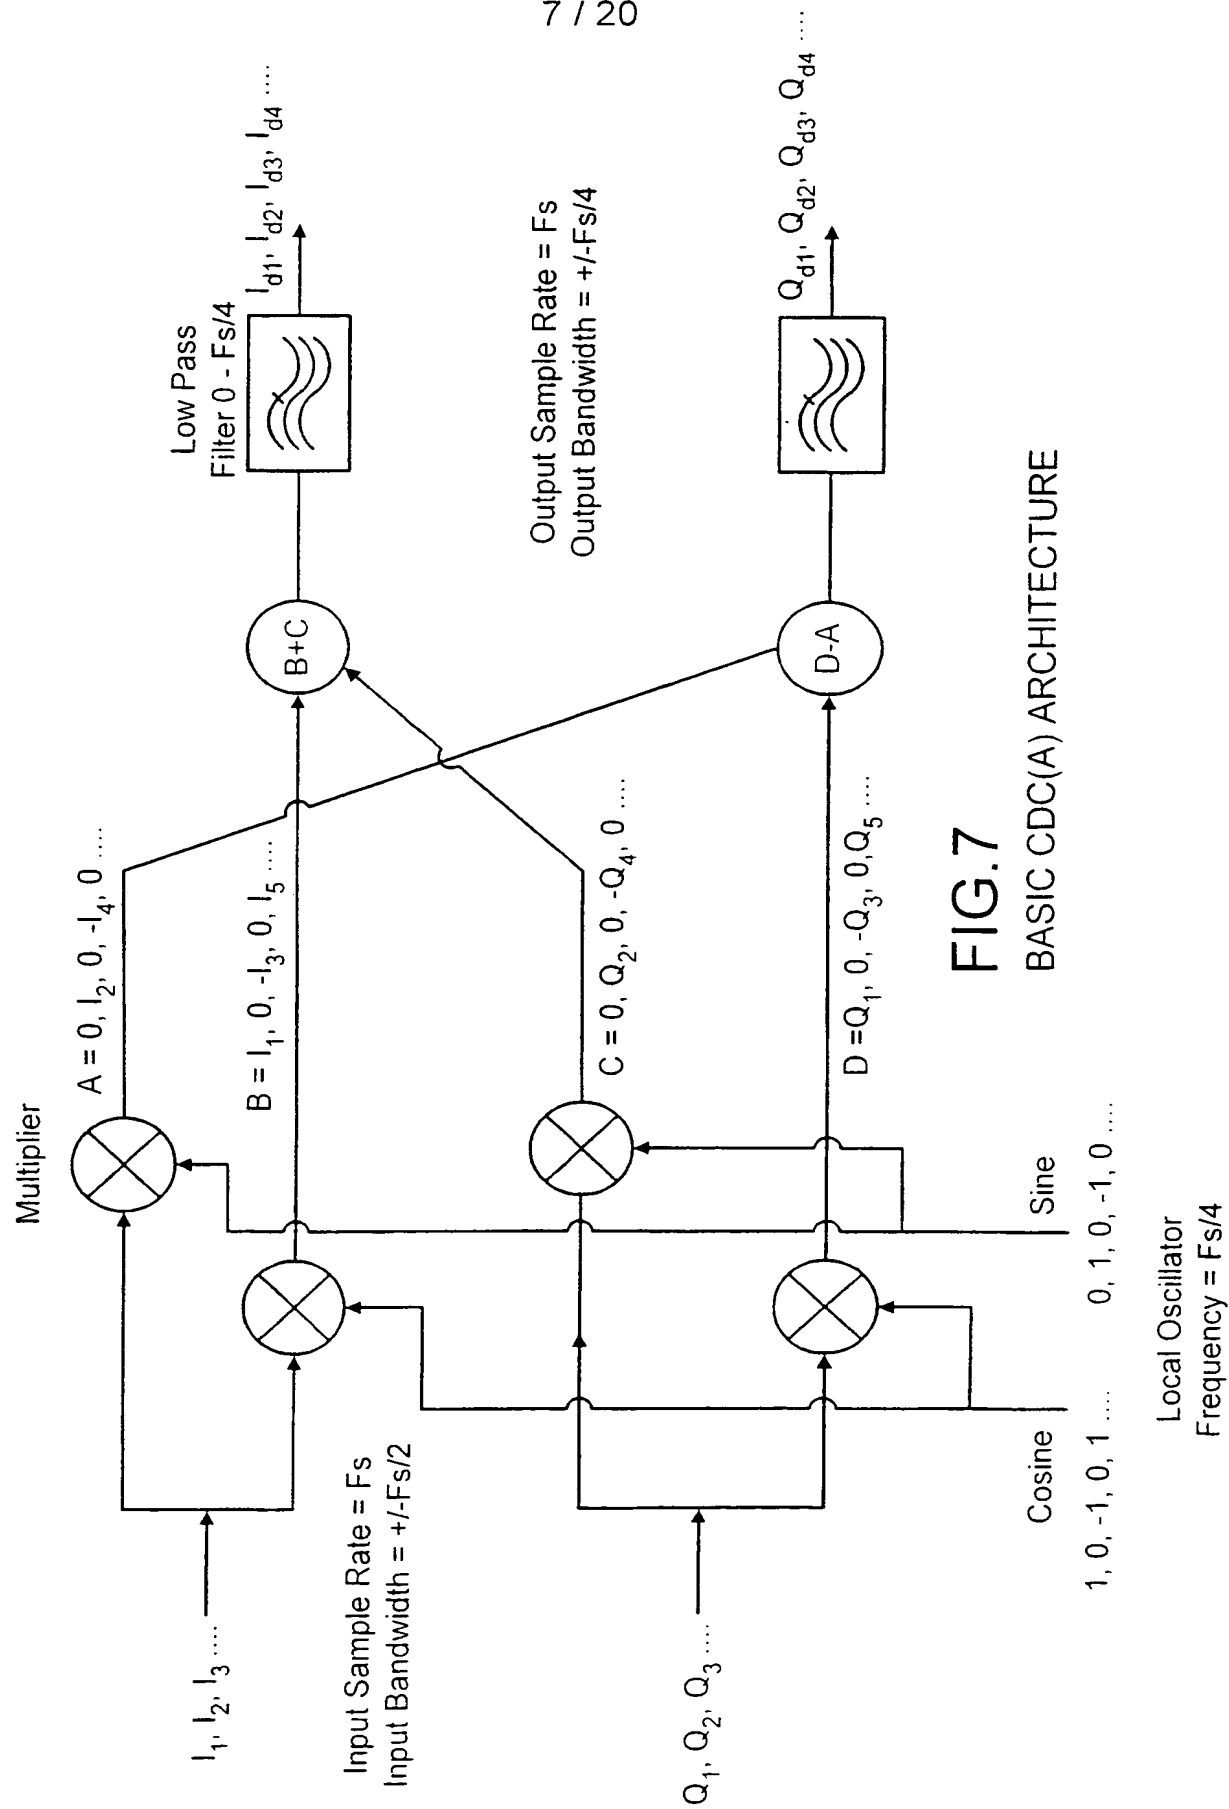 7 / 20
Multiplier
A = 0, I2, 0, -I4, 0 ....
B = I1, 0, -I3, 0, I5 .....
C = 0, Q2, 0, -Q4, 0 ....
D =Q1, 0, -Q3, 0,Q5 ....
I1, I2, I3 ....
Input Sample Rate = Fs
Input Bandwidth = +/-Fs/2
Q1, Q2, Q3 ....
Low Pass
Filter 0 - Fs/4
Id1, Id2, Id3, Id4 .....
B+C
Output Sample Rate = Fs
Output Bandwidth = +/-Fs/4
D-A
Qd1, Qd2, Qd3, Qd4 ....
Cosine
1, 0, -1, 0, 1 ....
Sine
0, 1, 0, -1, 0 ....
Local Oscillator
Frequency = Fs/4
FIG.7
BASIC CDC(A) ARCHITECTURE